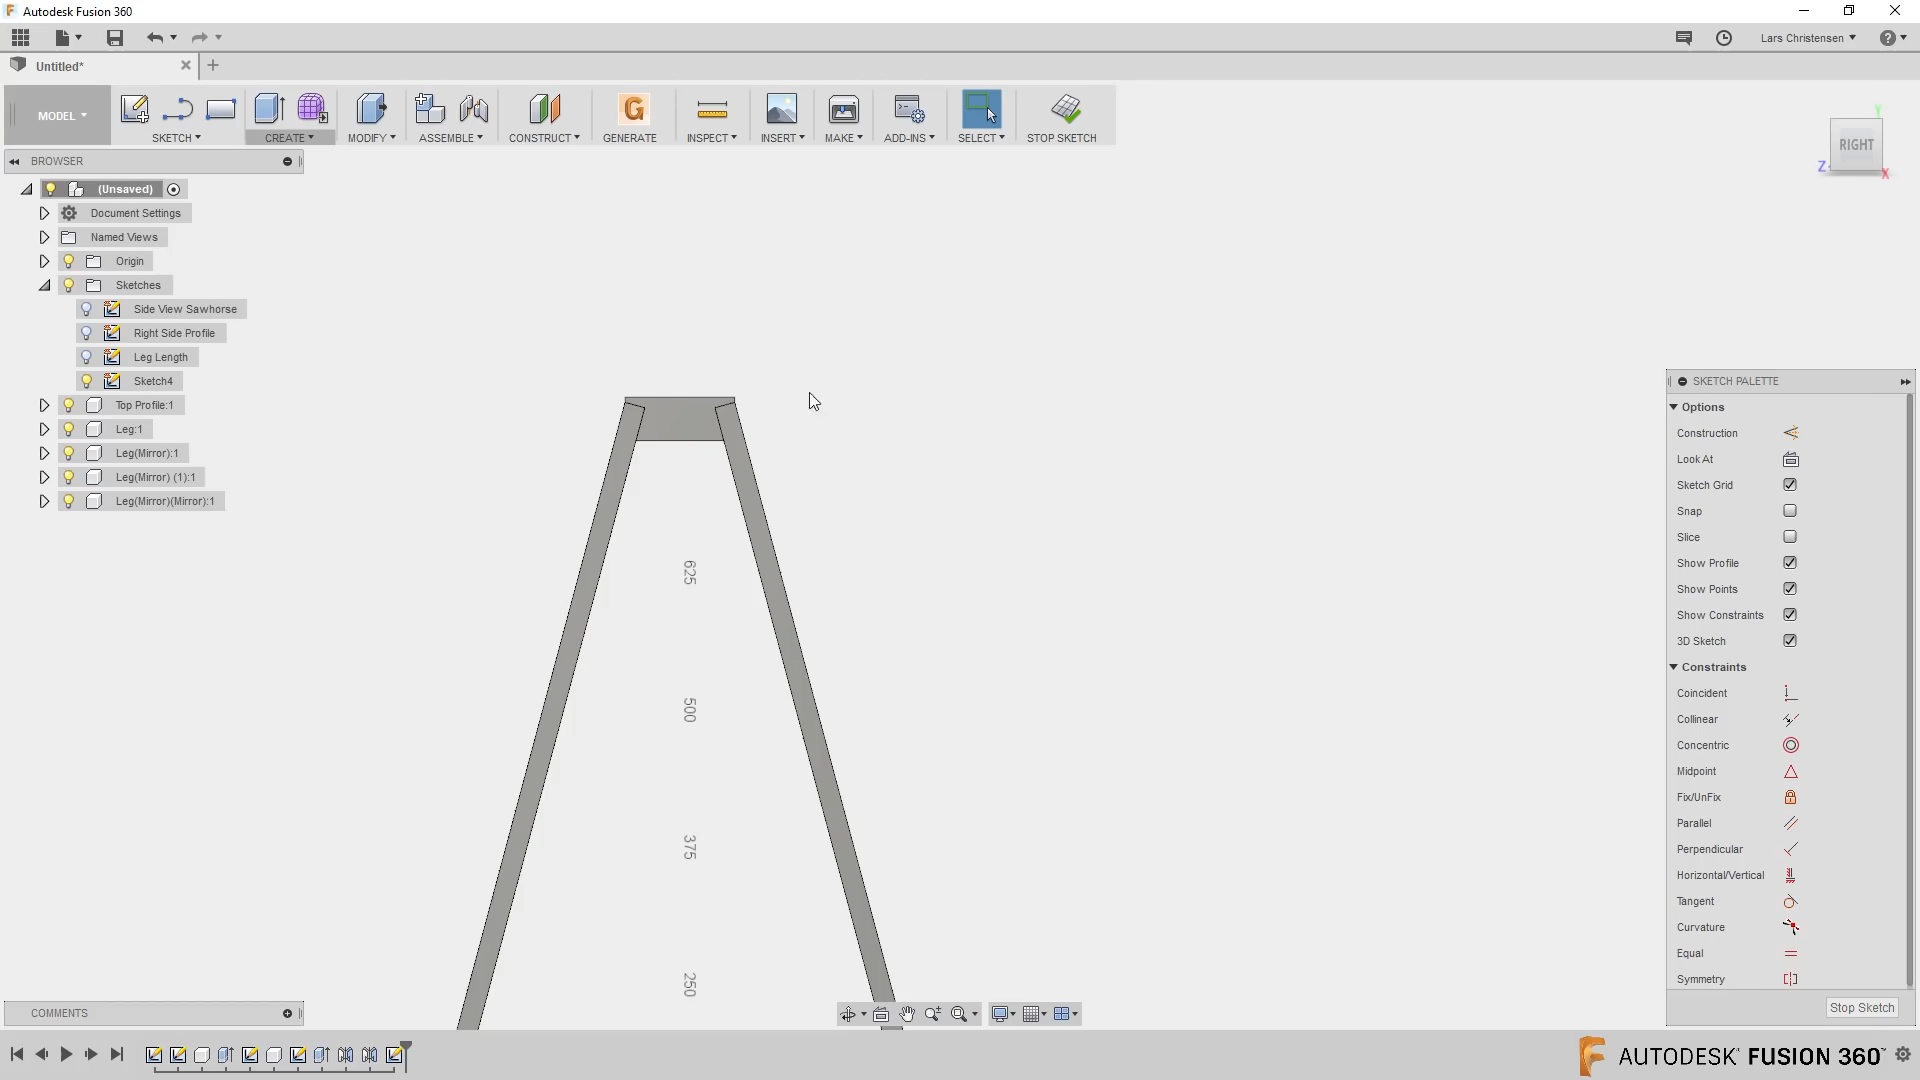 Autodesk Fusion 360
Lars Christensen
Untitled*
MODEL
SKETCH
CREATE
MODIFY
ASSEMBLE
CONSTRUCT
G
GENERATE
INSPECT
INSERT
MAKE
ADD-INS
SELECT
STOP SKETCH
Y
RIGHT
Z
X
BROWSER
(Unsaved)
Document Settings
Named Views
Origin
Sketches
Side View Sawhorse
Right Side Profile
Leg Length
Sketch4
Top Profile:1
Leg:1
Leg(Mirror):1
Leg(Mirror) (1):1
Leg(Mirror)(Mirror):1
625
500
375
250
SKETCH PALETTE
Options
Construction
Look At
Sketch Grid
Snap
Slice
Show Profile
Show Points
Show Constraints
3D Sketch
Constraints
Coincident
Collinear
Concentric
Midpoint
Fix/UnFix
Parallel
Perpendicular
Horizontal/Vertical
Tangent
Curvature
Equal
Symmetry
Stop Sketch
COMMENTS
AUTODESK FUSION 360